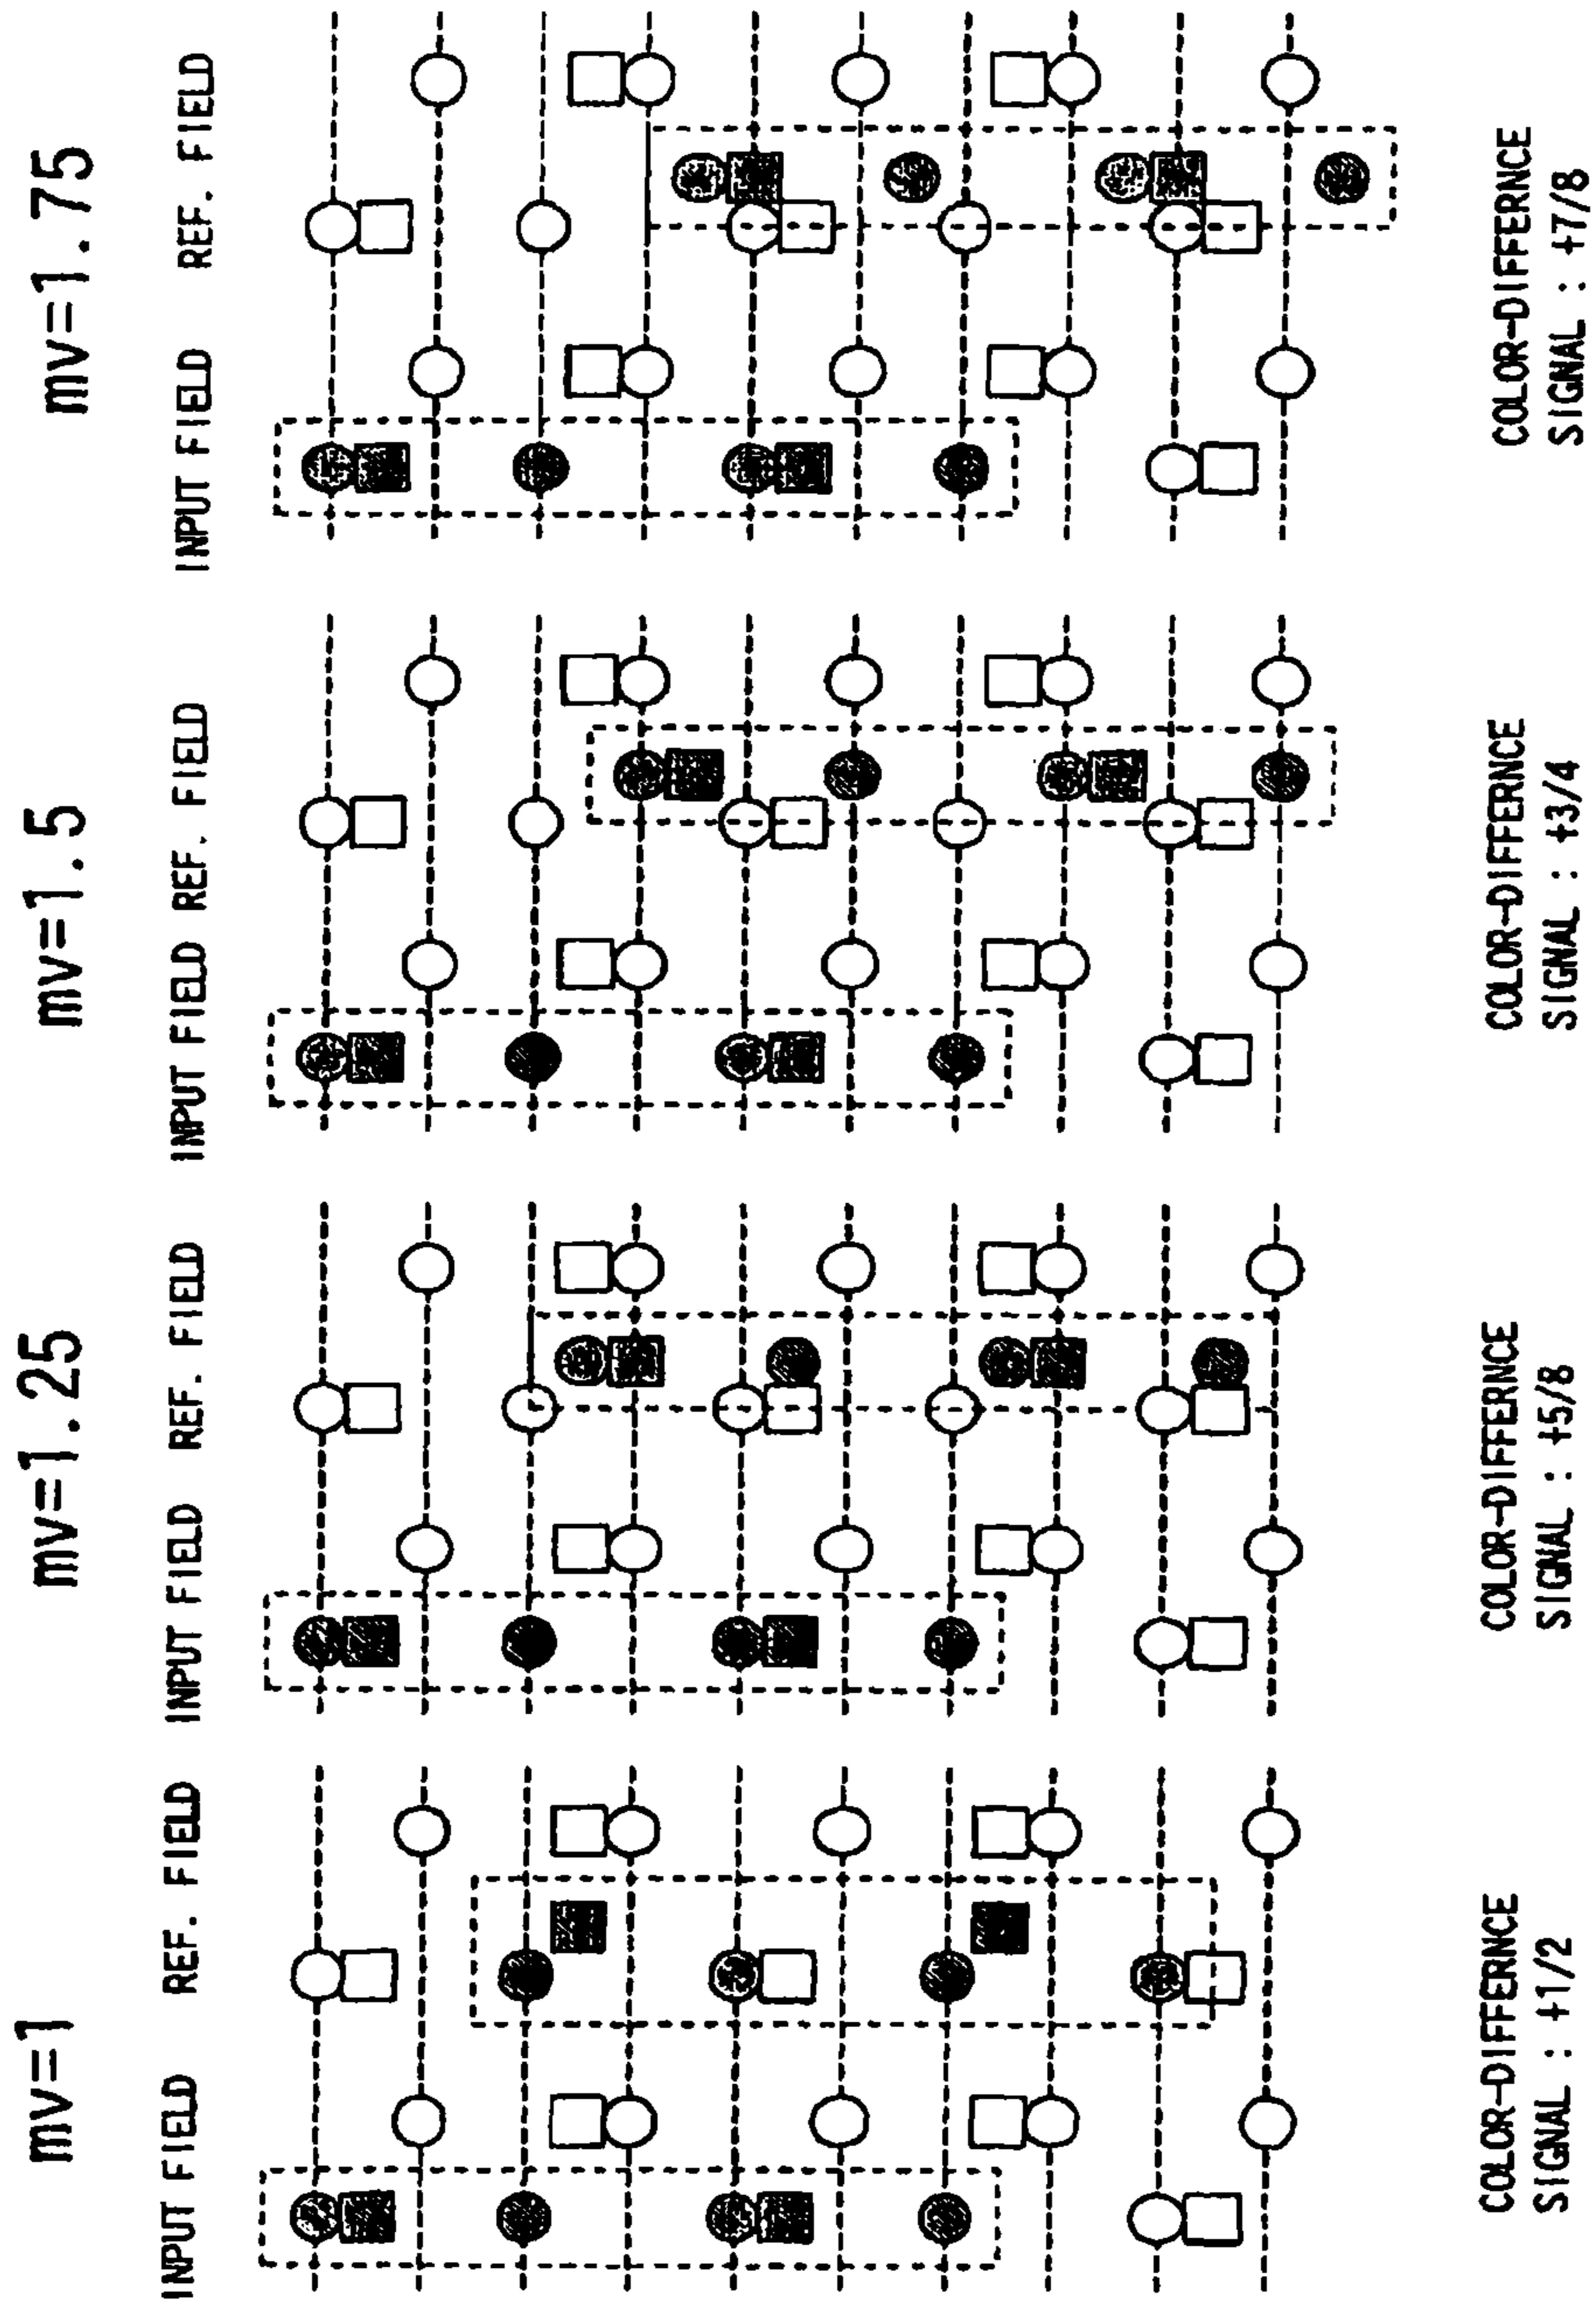 mv=1
INPUT FIELD REF. FIELD
COLOR-DIFFERNCE
SIGNAL : +1/2
mv=1.25
INPUT FIELD REF. FIELD
COLOR-DIFFERNCE
SIGNAL : +5/8
mv=1.5
INPUT FIELD REF. FIELD
COLOR-DIFFERNCE
SIGNAL : +3/4
mv=1.75
INPUT FIELD REF. FIELD
COLOR-DIFFERNCE
SIGNAL : +7/8